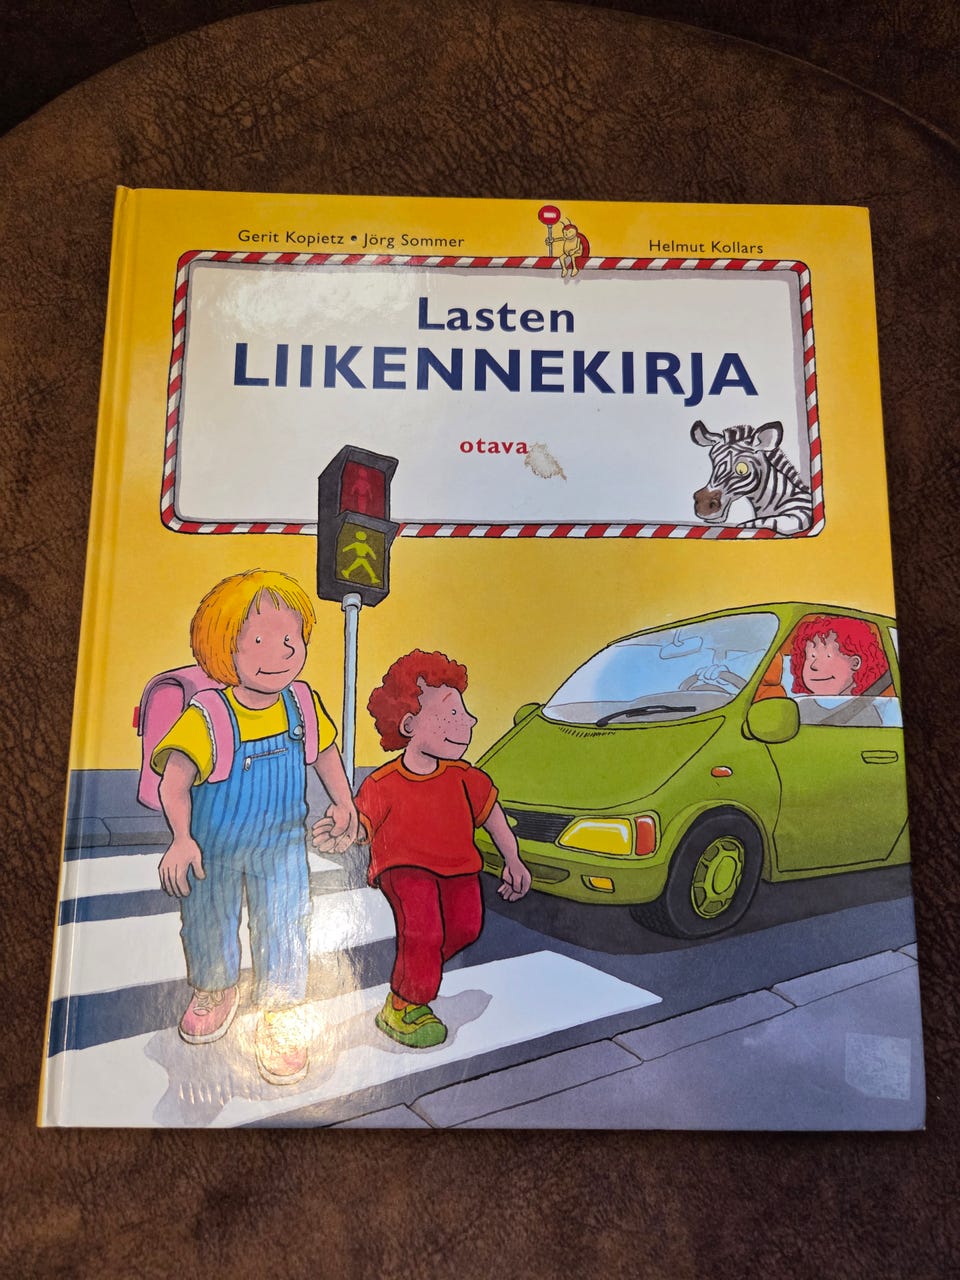 Gerit Kopietz • Jörg Sommer
Helmut Kollars
Lasten
LIIKENNEKIRJA
otava